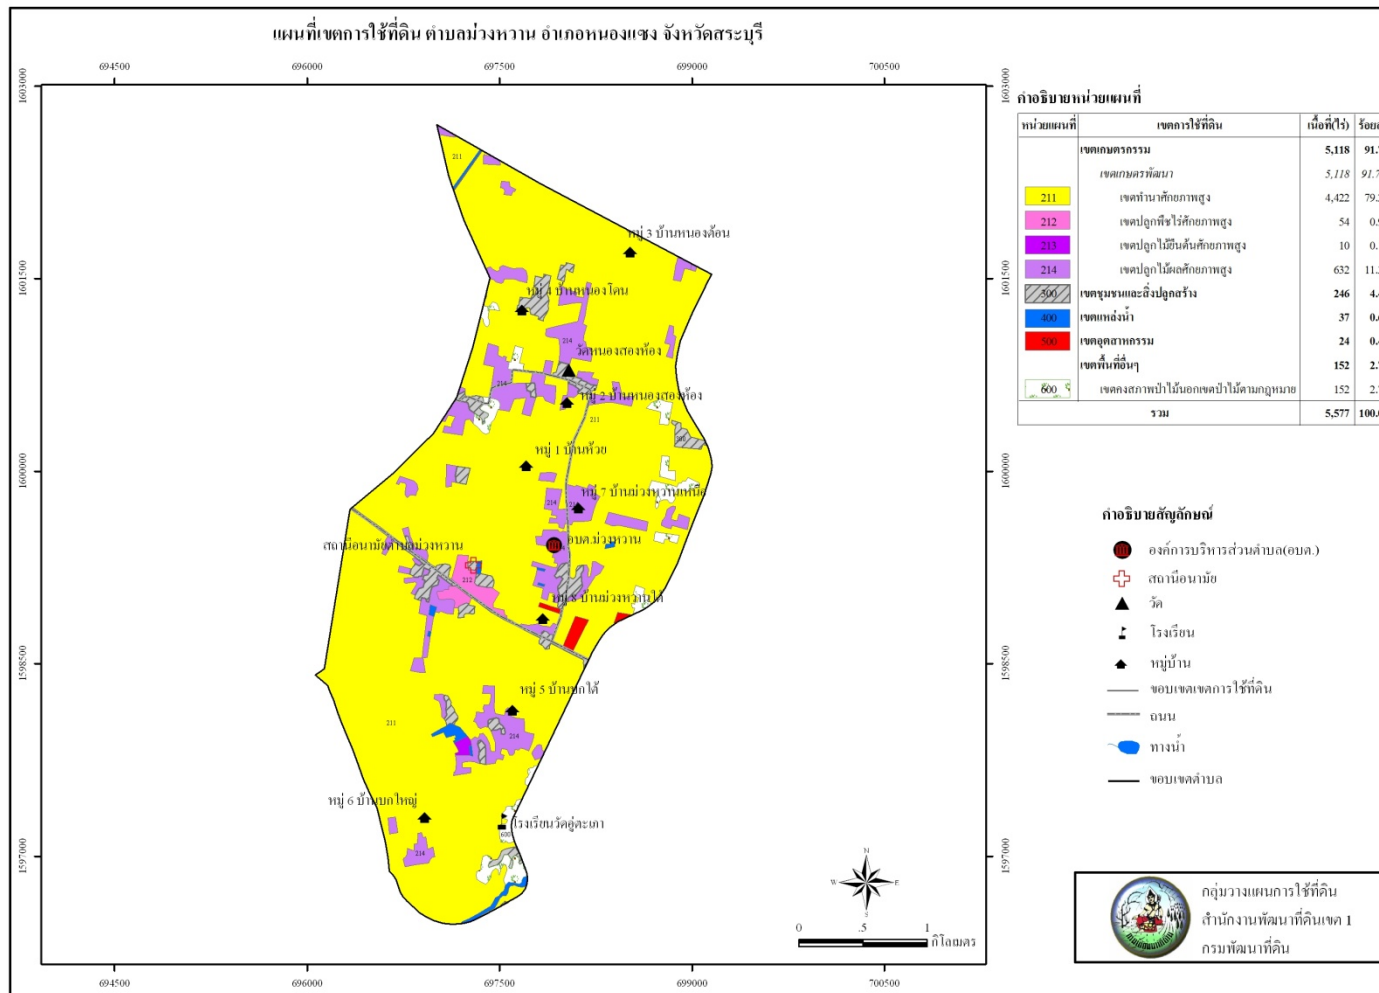 แผนที่เขตการใช้ที่ดิน ตำบลม่วงหวาน อำเภอหนองแซง จังหวัดสระบุรี
694500 696000 697500 699000 700500
1603000 1603000
คำอธิบายหน่วยแผนที่
หน่วยแผนที่ เขตการใช้ที่ดิน เนื้อที่(ไร่)
เขตเกษตรกรรม 5,118
เขตเกษตรพัฒนา 5,118
211 เขตทำนาศักยภาพสูง 4,422
212 เขตปลูกพืชไร่ศักยภาพสูง 54
213 เขตปลูกไม้ยืนต้นศักยภาพสูง 10
214 เขตปลูกไม้ผลศักยภาพสูง 632
300 เขตชุมชนและสิ่งปลูกสร้าง 246
400 เขตแหล่งน้ำ 37
500 เขตอุตสาหกรรม 24
เขตพื้นที่อื่นๆ 152
600 เขตคงสภาพป่าไม้นอกเขตป่าไม้ตามกฎหมาย 152
รวม 5,577
211
หมู่ 3 บ้านหนองต้อน
1601500 1601500
หมู่ 4 บ้านหนองโดน
214
วัดหนองสองห้อง
214
หมู่ 2 บ้านหนองสองห้อง
211
หมู่ 1 บ้านห้วย
1600000 1600000
หมู่ 7 บ้านม่วงหวานเหนือ
214
อบต.ม่วงหวาน
สถานีอนามัยตำบลม่วงหวาน
212
หมู่ 8 บ้านม่วงหวานใต้
1598500 1598500
หมู่ 5 บ้านบกใต้
211
214
หมู่ 6 บ้านบกใหญ่
โรงเรียนวัดอู่ตะเภา
600
214
1597000 1597000
คำอธิบายสัญลักษณ์
องค์การบริหารส่วนตำบล(อบต.)
สถานีอนามัย
วัด
โรงเรียน
หมู่บ้าน
ขอบเขตเขตการใช้ที่ดิน
ถนน
ทางน้ำ
ขอบเขตตำบล
N
W E
S
0 .5 1
กิโลเมตร
กลุ่มวางแผนการใช้ที่ดิน
สำนักงานพัฒนาที่ดินเขต 1
กรมพัฒนาที่ดิน
694500 696000 697500 699000 700500